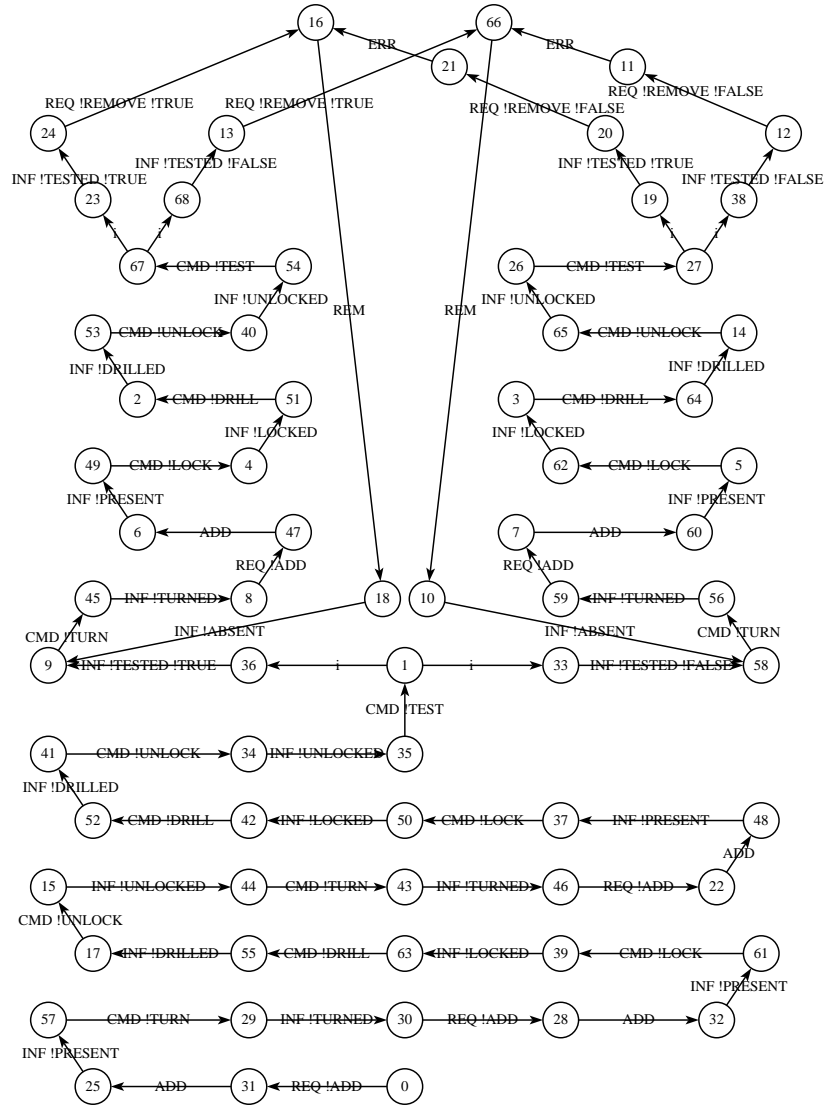 16 66
ERR ERR
21 11
REQ !REMOVE !TRUE REQ !REMOVE !TRUE REQ !REMOVE !FALSE REQ !REMOVE !FALSE
24 13 20 12
INF !TESTED !TRUE INF !TESTED !FALSE INF !TESTED !TRUE INF !TESTED !FALSE
23 68 19 38
i i i i
67 CMD !TEST 54 26 CMD !TEST 27
INF !UNLOCKED INF !UNLOCKED
REM REM
53 CMD !UNLOCK 40 65 CMD !UNLOCK 14
INF !DRILLED INF !DRILLED
2 CMD !DRILL 51 3 CMD !DRILL 64
INF !LOCKED INF !LOCKED
49 CMD !LOCK 4 62 CMD !LOCK 5
INF !PRESENT INF !PRESENT
6 ADD 47 7 ADD 60
REQ !ADD REQ !ADD
45 INF !TURNED 8 18 10 59 INF !TURNED 56
CMD !TURN INF !ABSENT INF !ABSENT CMD !TURN
9 INF !TESTED !TRUE 36 i 1 i 33 INF !TESTED !FALSE 58
CMD !TEST
41 CMD !UNLOCK 34 INF !UNLOCKED 35
INF !DRILLED
52 CMD !DRILL 42 INF !LOCKED 50 CMD !LOCK 37 INF !PRESENT 48
ADD
15 INF !UNLOCKED 44 CMD !TURN 43 INF !TURNED 46 REQ !ADD 22
CMD !UNLOCK
17 INF !DRILLED 55 CMD !DRILL 63 INF !LOCKED 39 CMD !LOCK 61
INF !PRESENT
57 CMD !TURN 29 INF !TURNED 30 REQ !ADD 28 ADD 32
INF !PRESENT
25 ADD 31 REQ !ADD 0